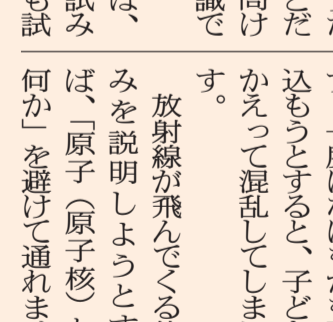 とだ
問け
識で
は、
試み
も試
込もうとすると、子ども
かえって混乱してしま
す。
放射線が飛んでくる
みを説明しようとす
ば、「原子（原子核）
何か」を避けて通れま